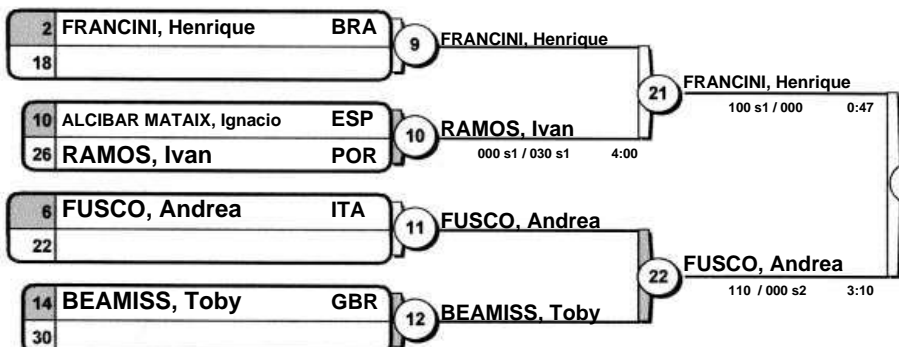 2 FRANCINI, Henrique BRA
18
9
FRANCINI, Henrique
10 ALCIBAR MATAIX, Ignacio ESP
26 RAMOS, Ivan POR
10
RAMOS, Ivan
000 s1 / 030 s1 4:00
21
FRANCINI, Henrique
100 s1 / 000 0:47
6 FUSCO, Andrea ITA
22
11
FUSCO, Andrea
14 BEAMISS, Toby GBR
30
12
BEAMISS, Toby
22
FUSCO, Andrea
110 / 000 s2 3:10